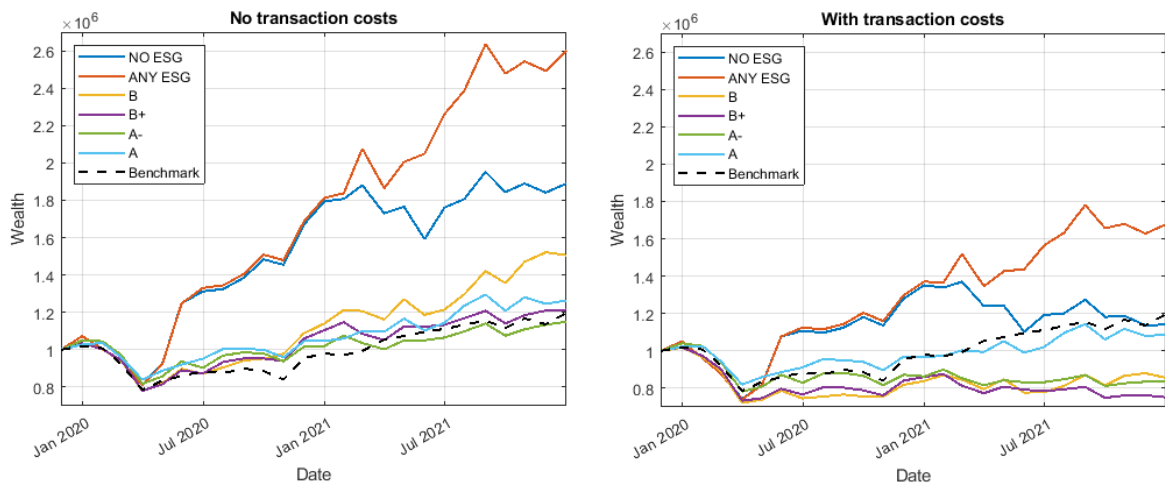 No transaction costs
×10⁶
2.6
2.4
2.2
2
1.8
1.6
1.4
1.2
1
0.8
Wealth
NO ESG
ANY ESG
B
B+
A-
A
Benchmark
Jan 2020
Jul 2020
Jan 2021
Jul 2021
Date
With transaction costs
×10⁶
2.6
2.4
2.2
2
1.8
1.6
1.4
1.2
1
0.8
Wealth
NO ESG
ANY ESG
B
B+
A-
A
Benchmark
Jan 2020
Jul 2020
Jan 2021
Jul 2021
Date